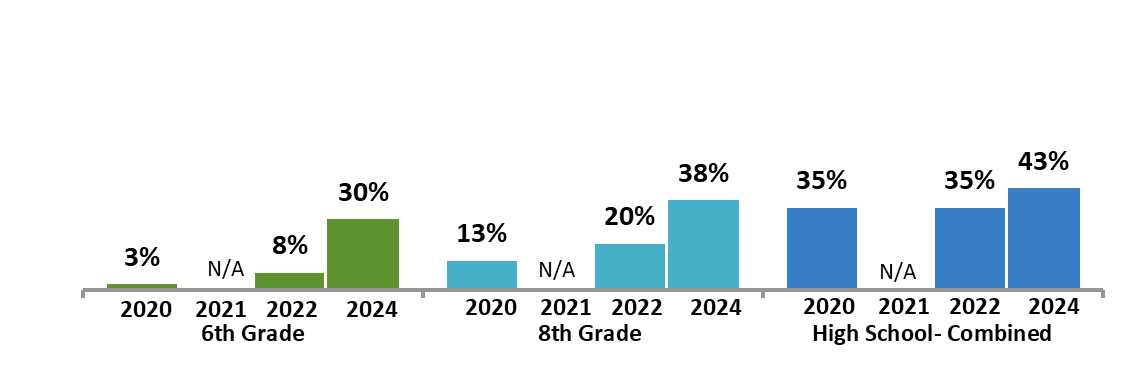 3% N/A 8% 30% 13% N/A 20% 38% 35% N/A 35% 43%
2020 2021 2022 2024 2020 2021 2022 2024 2020 2021 2022 2024
6th Grade 8th Grade High School- Combined